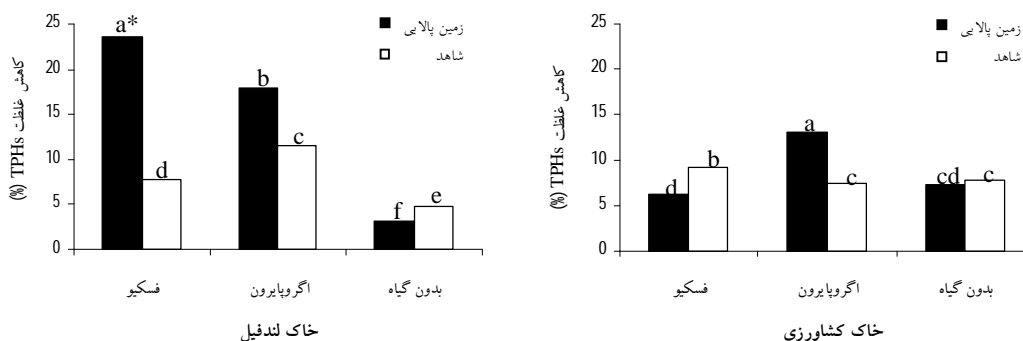 کاهش غلظت TPHs (%)
25
20
15
10
5
0
زمین پالایی
شاهد
a*
d
b
c
f
e
فسکیو
اگروپایرون
بدون گیاه
خاک لندفیل
کاهش غلظت TPHs (%)
25
20
15
10
5
0
زمین پالایی
شاهد
d
b
a
c
cd
c
فسکیو
اگروپایرون
بدون گیاه
خاک کشاورزی